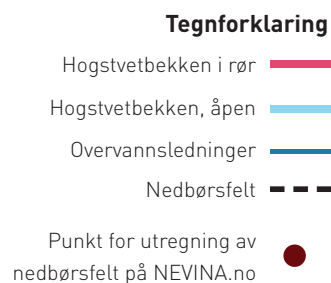 Tegnforklaring
Hogstvetbekken i rør
Hogstvetbekken, åpen
Overvannsledninger
Nedbørsfelt
Punkt for utregning av
nedbørsfelt på NEVINA.no